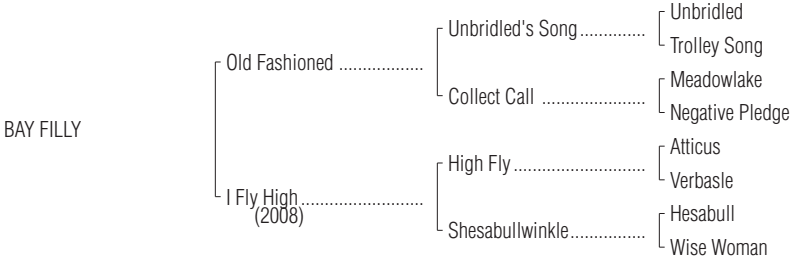 Unbridled
Unbridled's Song..............
Trolley Song
Old Fashioned ..................
Meadowlake
Collect Call ......................
Negative Pledge
BAY FILLY
Atticus
High Fly ............................
Verbasle
I Fly High..........................
(2008)
Hesabull
Shesabullwinkle................
Wise Woman